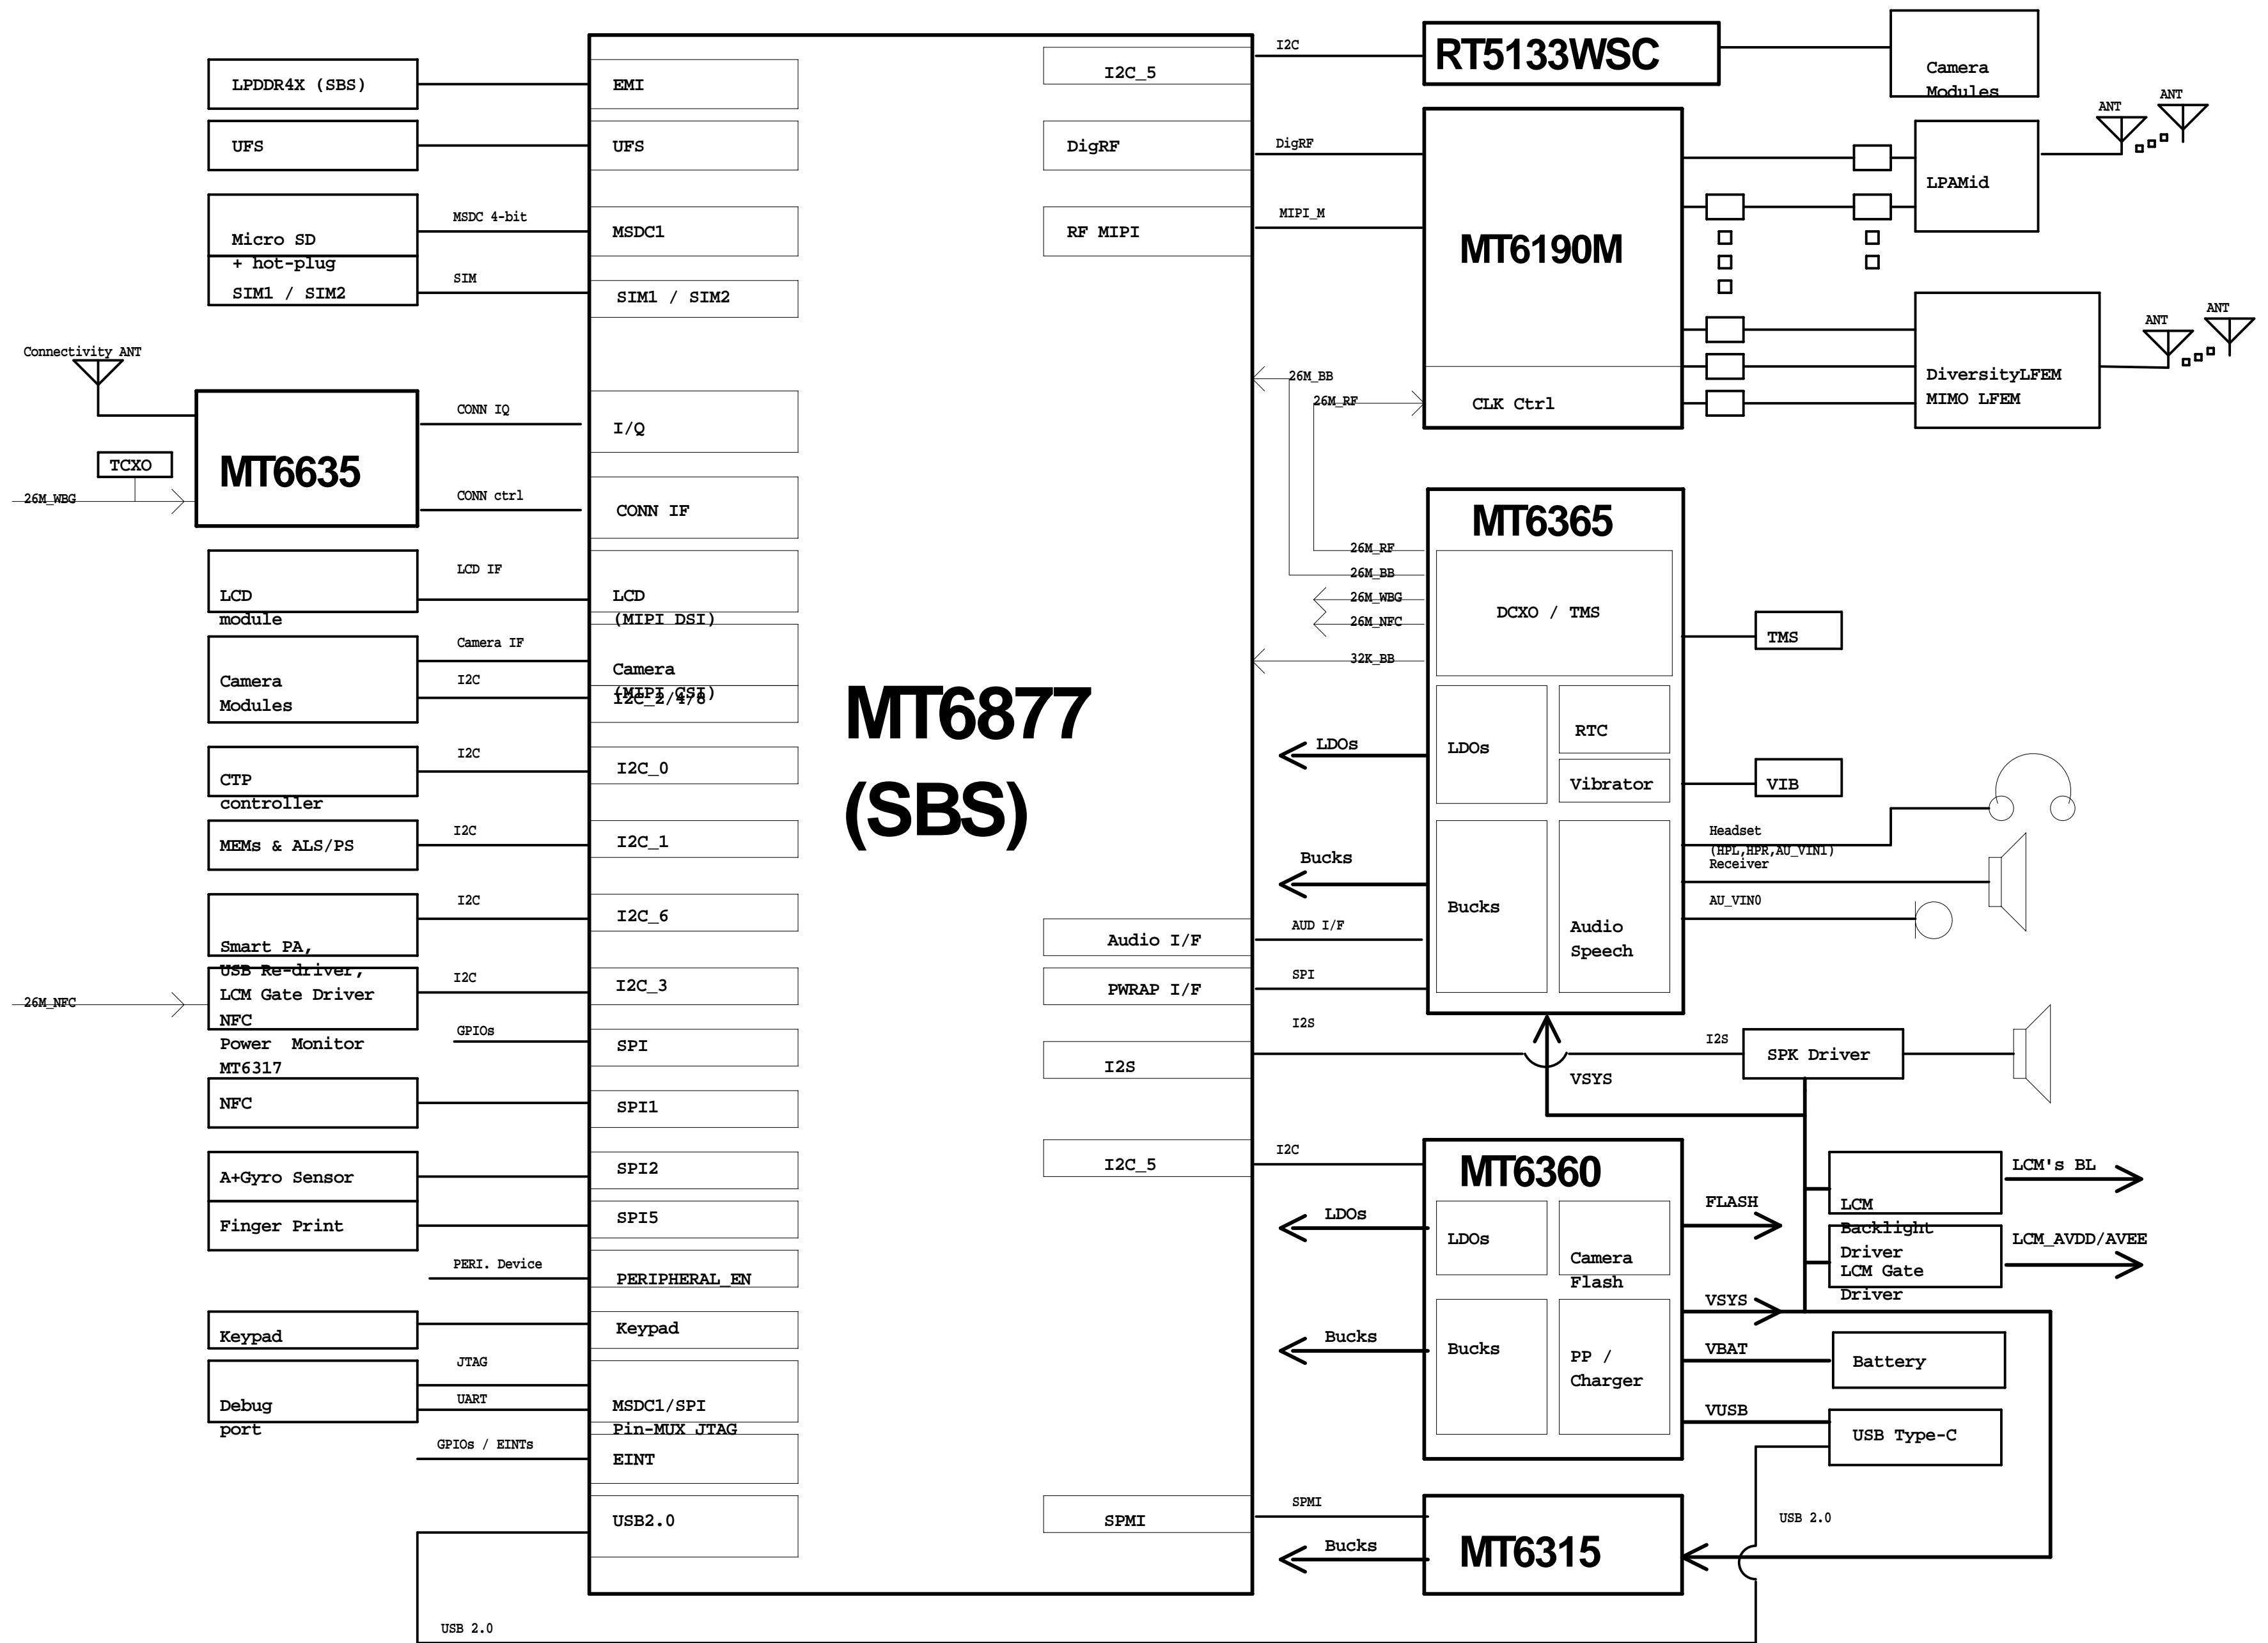 LPDDR4X (SBS)
UFS
MSDC 4-bit
Micro SD
+ hot-plug
SIM
SIM1 / SIM2
Connectivity ANT
CONN IQ
MT6635
TCXO
26M_WBG
CONN ctrl
LCD IF
LCD
module
Camera IF
Camera
Modules
I2C
I2C
CTP
controller
I2C
MEMs & ALS/PS
I2C
Smart PA,
USB Re-driver,
LCM Gate Driver
I2C
26M_NFC
NFC
Power  Monitor
MT6317
GPIOs
NFC
A+Gyro Sensor
Finger Print
PERI. Device
Keypad
JTAG
UART
Debug
port
GPIOs / EINTs
USB 2.0
EMI
UFS
MSDC1
SIM1 / SIM2
I/Q
CONN IF
LCD
(MIPI DSI)
Camera
(MIPI CSI)
I2C_2/4/8
I2C_0
I2C_1
I2C_6
I2C_3
SPI
SPI1
SPI2
SPI5
PERIPHERAL_EN
Keypad
MSDC1/SPI
Pin-MUX JTAG
EINT
USB2.0
MT6877
(SBS)
I2C_5
DigRF
RF MIPI
Audio I/F
PWRAP I/F
I2S
I2C_5
SPMI
I2C
RT5133WSC
Camera
Modules
DigRF
MIPI_M
MT6190M
CLK Ctrl
LPAMid
ANT
ANT
DiversityLFEM
MIMO LFEM
ANT
ANT
26M_BB
26M_RF
MT6365
26M_RF
26M_BB
26M_WBG
26M_NFC
32K_BB
DCXO / TMS
TMS
LDOs
LDOs
RTC
Vibrator
VIB
Bucks
Bucks
Audio
Speech
Headset
(HPL,HPR,AU_VIN1)
Receiver
AU_VIN0
AUD I/F
SPI
I2S
VSYS
I2S
SPK Driver
I2C
MT6360
LDOs
LDOs
Camera
Flash
FLASH
Bucks
Bucks
PP /
Charger
VSYS
VBAT
VUSB
LCM
Backlight
Driver
LCM's BL
LCM Gate
Driver
LCM_AVDD/AVEE
Battery
USB Type-C
SPMI
Bucks
MT6315
USB 2.0